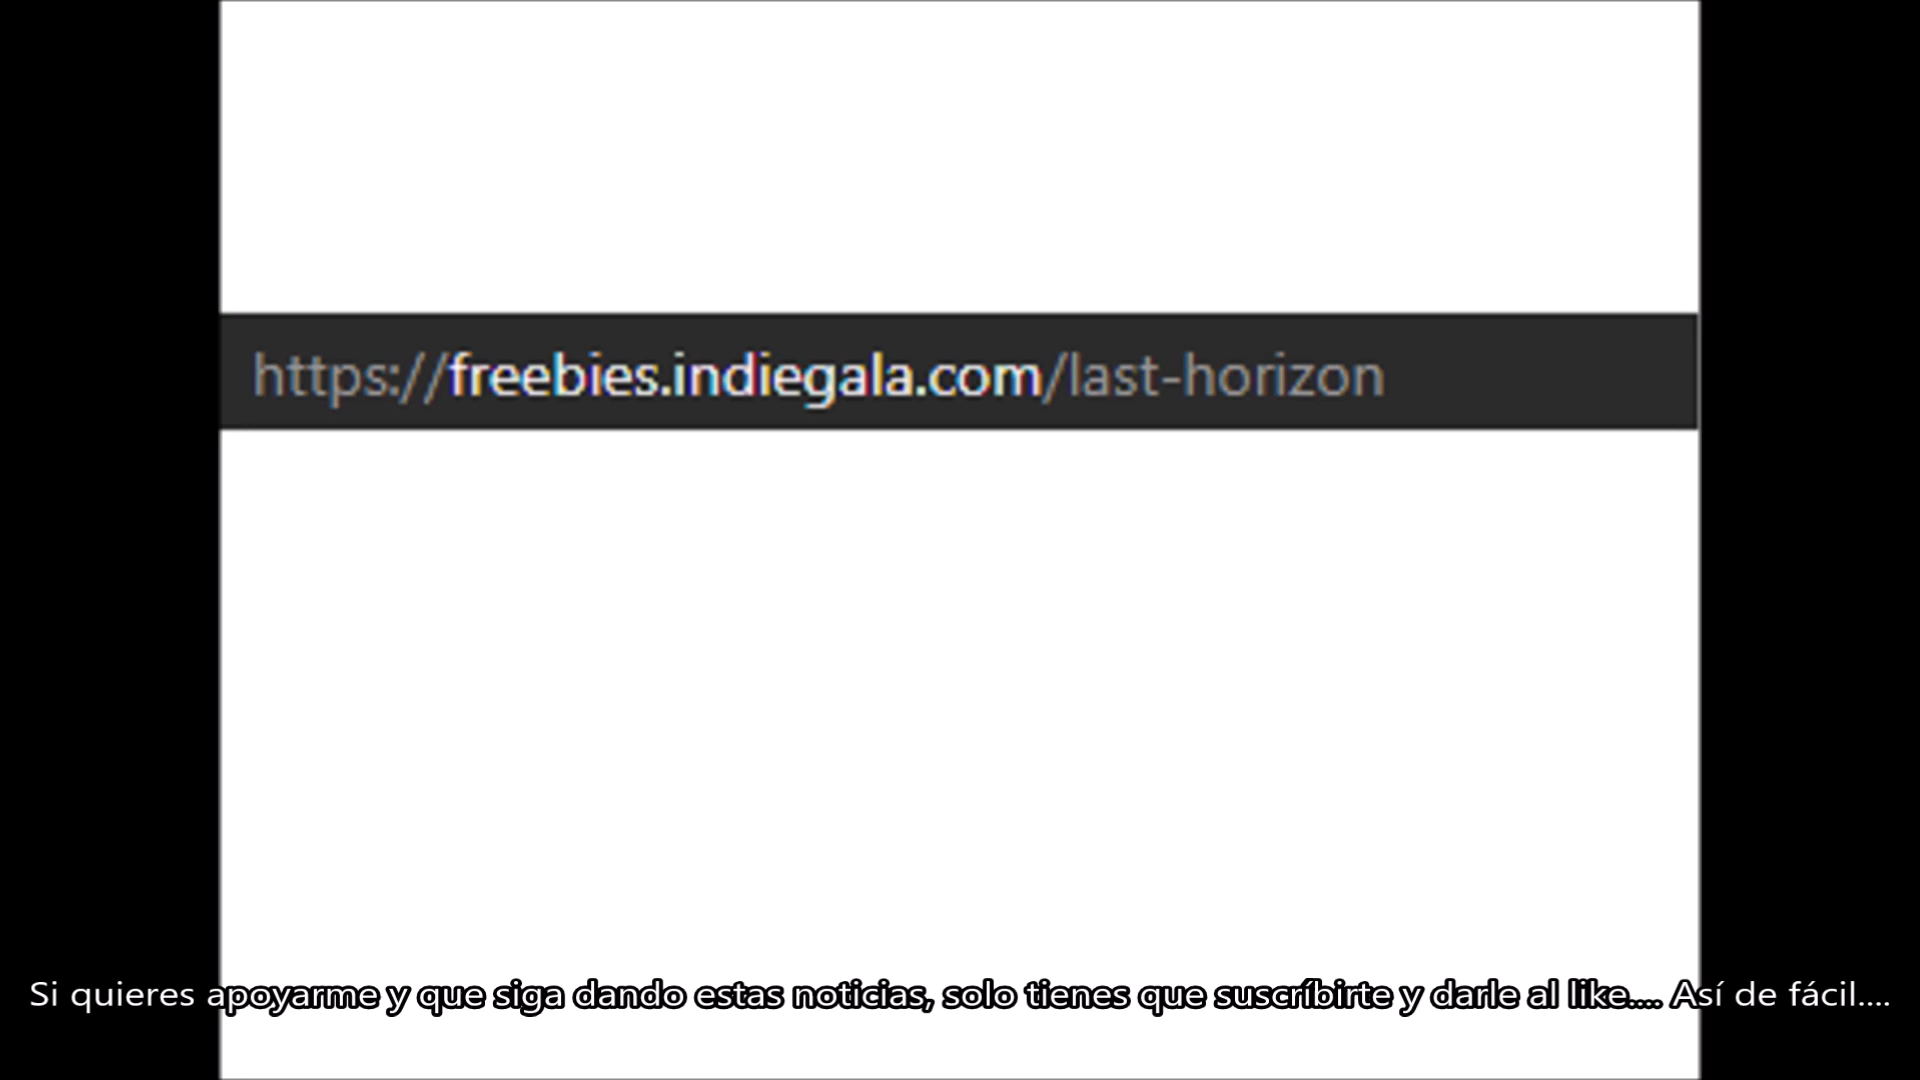 https://freebies.indiegala.com/last-horizon
Si quieres apoyarme y que siga dando estas noticias, solo tienes que suscríbirte y darle al like.... Así de fácil....